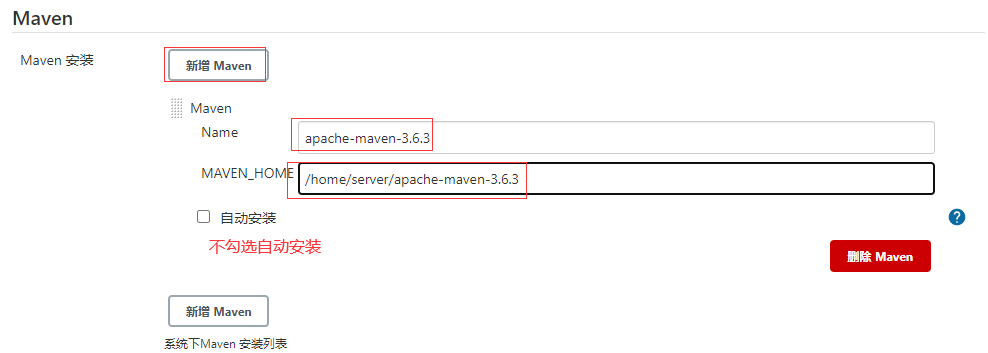 Maven
Maven 安装
新增 Maven
Maven
Name
apache-maven-3.6.3
MAVEN_HOME
/home/server/apache-maven-3.6.3
自动安装
?
不勾选自动安装
删除 Maven
新增 Maven
系统下Maven 安装列表